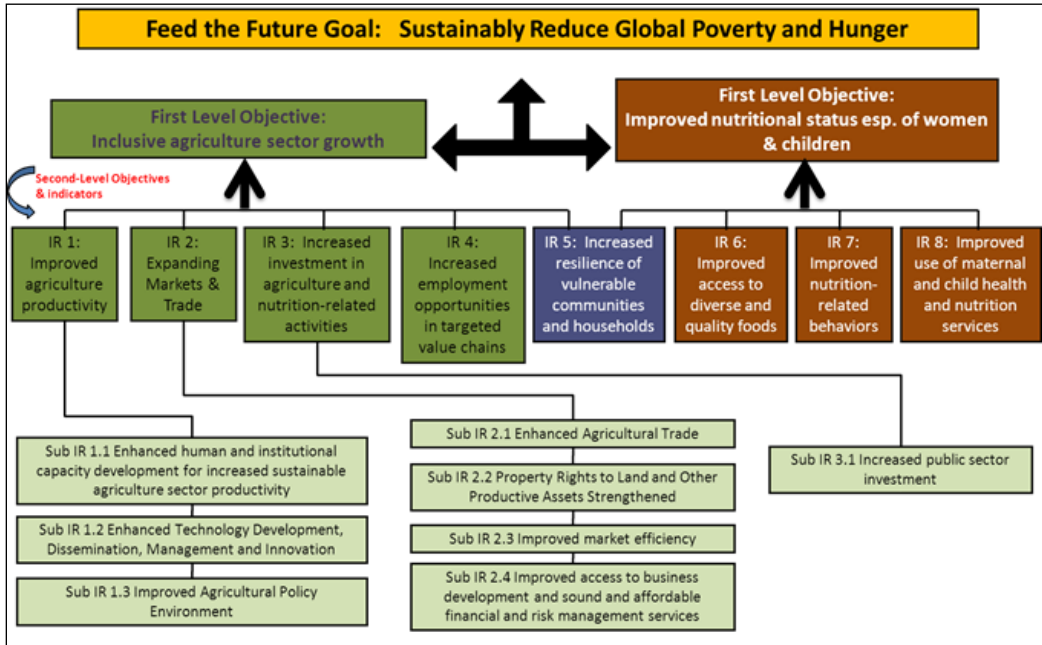 Feed the Future Goal:   Sustainably Reduce Global Poverty and Hunger
First Level Objective:
Inclusive agriculture sector growth
First Level Objective:
Improved nutritional status esp. of women
& children
Second-Level Objectives
& indicators
IR 1:
Improved
agriculture
productivity
IR 2:
Expanding
Markets &
Trade
IR 3: Increased
investment in
agriculture and
nutrition-related
activities
IR 4:
Increased
employment
opportunities
in targeted
value chains
IR 5: Increased
resilience of
vulnerable
communities
and households
IR 6:
Improved
access to
diverse and
quality foods
IR 7:
Improved
nutrition-
related
behaviors
IR 8: Improved
use of maternal
and child health
and nutrition
services
Sub IR 1.1 Enhanced human and institutional
capacity development for increased sustainable
agriculture sector productivity
Sub IR 1.2 Enhanced Technology Development,
Dissemination, Management and Innovation
Sub IR 1.3 Improved Agricultural Policy
Environment
Sub IR 2.1 Enhanced Agricultural Trade
Sub IR 2.2 Property Rights to Land and Other
Productive Assets Strengthened
Sub IR 2.3 Improved market efficiency
Sub IR 2.4 Improved access to business
development and sound and affordable
financial and risk management services
Sub IR 3.1 Increased public sector
investment